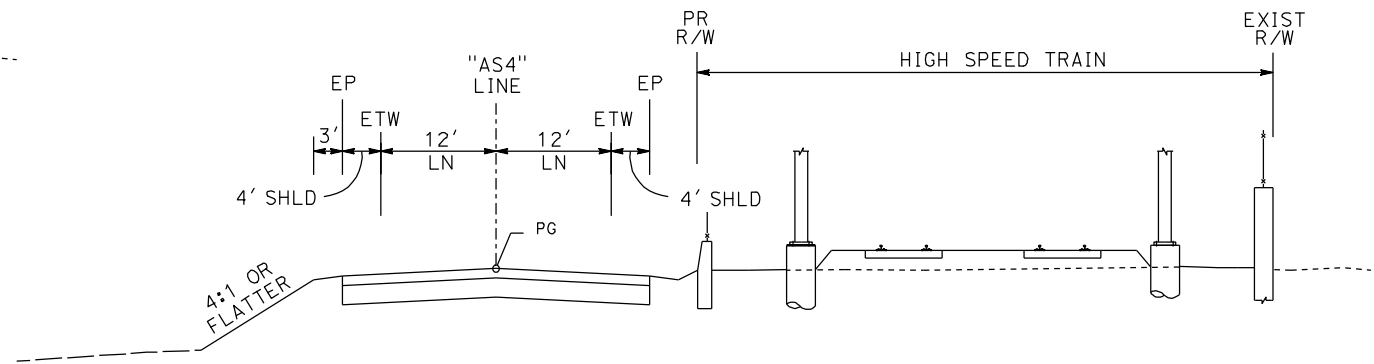 PR
R/W
EXIST
R/W
HIGH SPEED TRAIN
"AS4"
LINE
EP
EP
ETW
ETW
3'
12'
LN
12'
LN
4' SHLD
4' SHLD
PG
4:1 OR
FLATTER